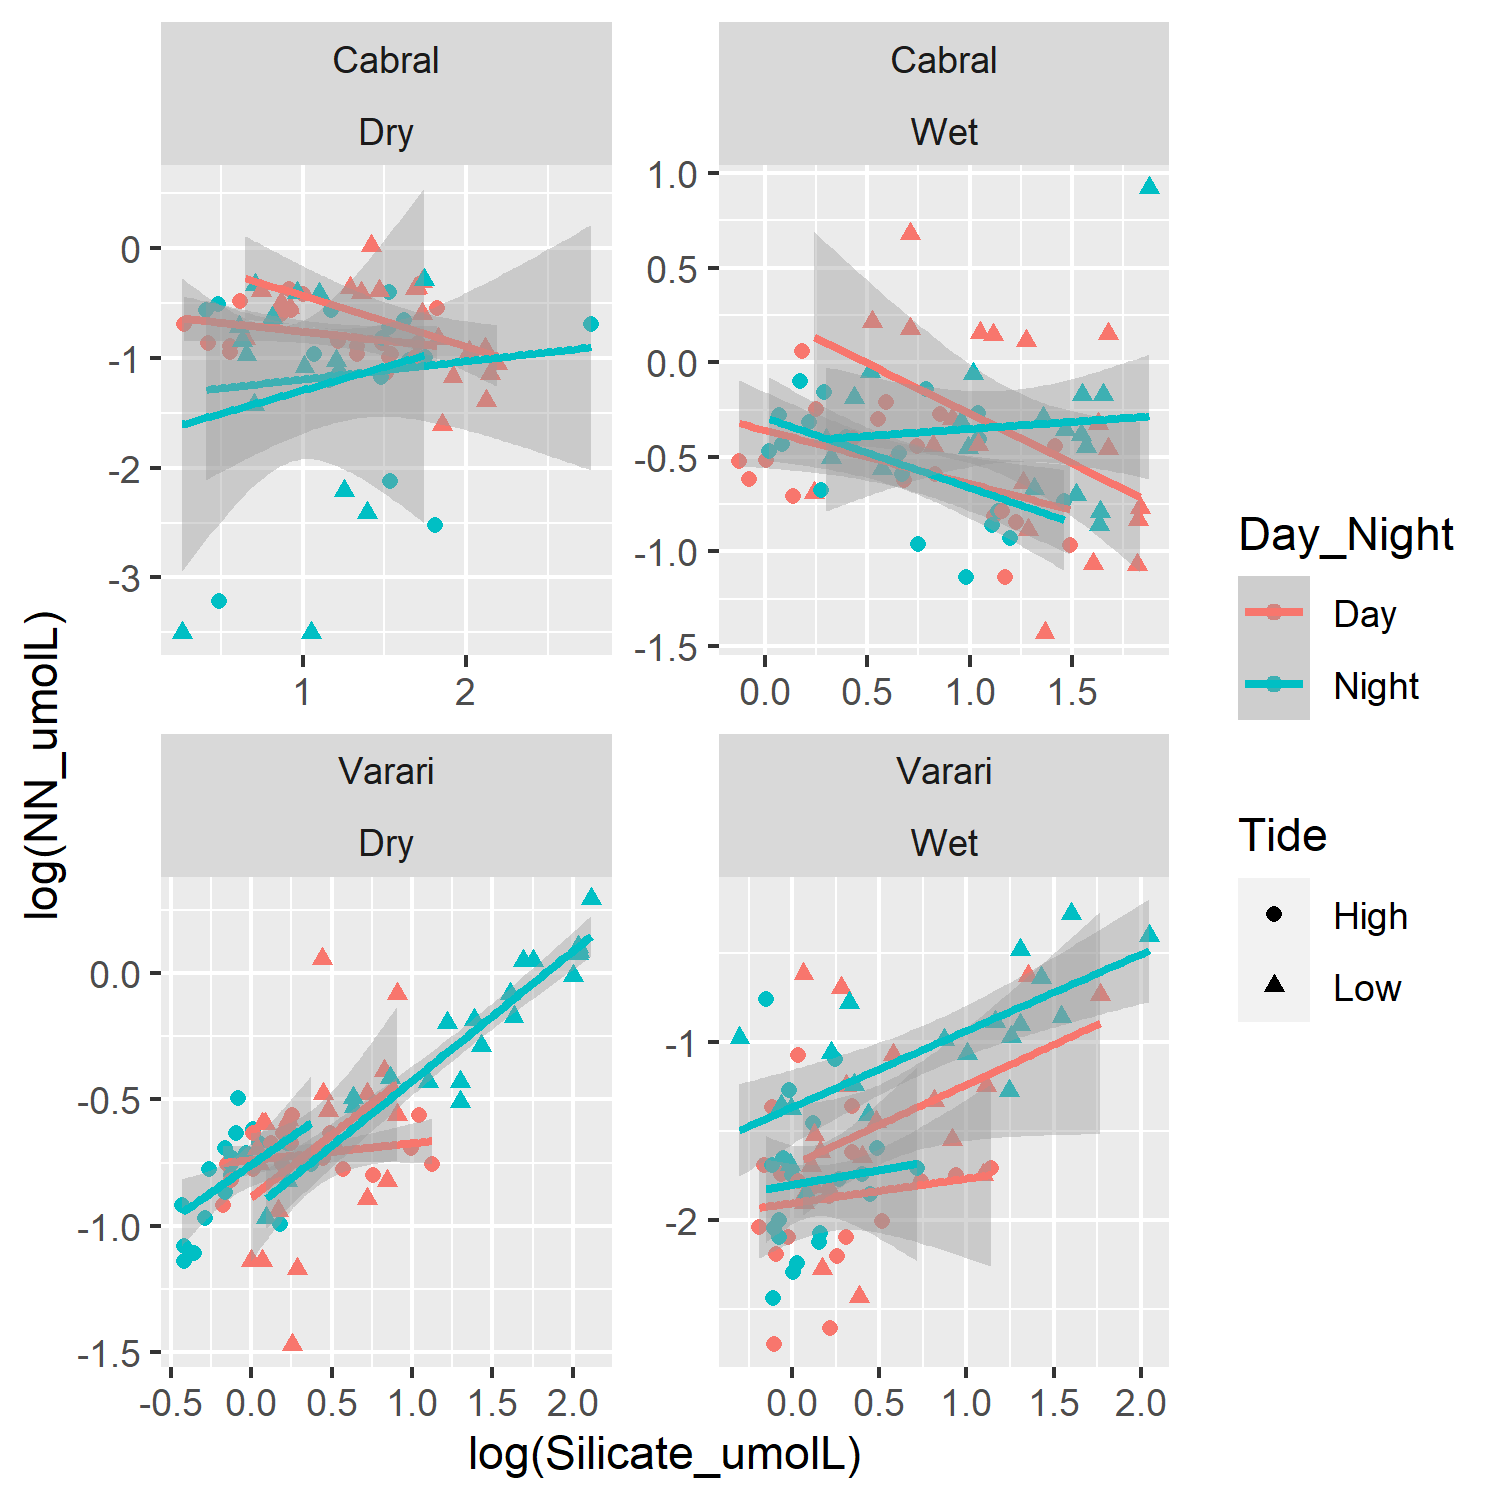 Cabral
Dry
Cabral
Wet
0
-1
-2
-3
1.0
0.5
0.0
-0.5
-1.0
-1.5
1 2
0.0 0.5 1.0 1.5
Varari
Dry
Varari
Wet
0.0
-0.5
-1.0
-1.5
-1
-2
-0.5 0.0 0.5 1.0 1.5 2.0
0.0 0.5 1.0 1.5 2.0
log(Silicate_umolL)
log(NN_umolL)
Day_Night
Day
Night
Tide
High
Low